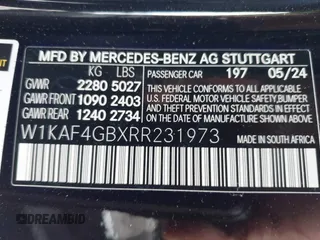 MFD BY MERCEDES-BENZ AG STUTTGART
KG LBS 197 05/24
GVWR 2280 5027
GAWR FRONT 1090 2403
GAWR REAR 1240 2734
THIS VEHICLE CONFORMS TO ALL
APPLICABLE U.S. FEDERAL MOTOR
VEHICLE SAFETY, BUMPER AND
THEFT PREVENTION STANDARDS
IN EFFECT ON THE DATE
OF MANUFACTURE SHOWN ABOVE.
W1KAF4GBXRR231973
MADE IN SOUTH AFRICA
PASSENGER CAR
© DREAMBID